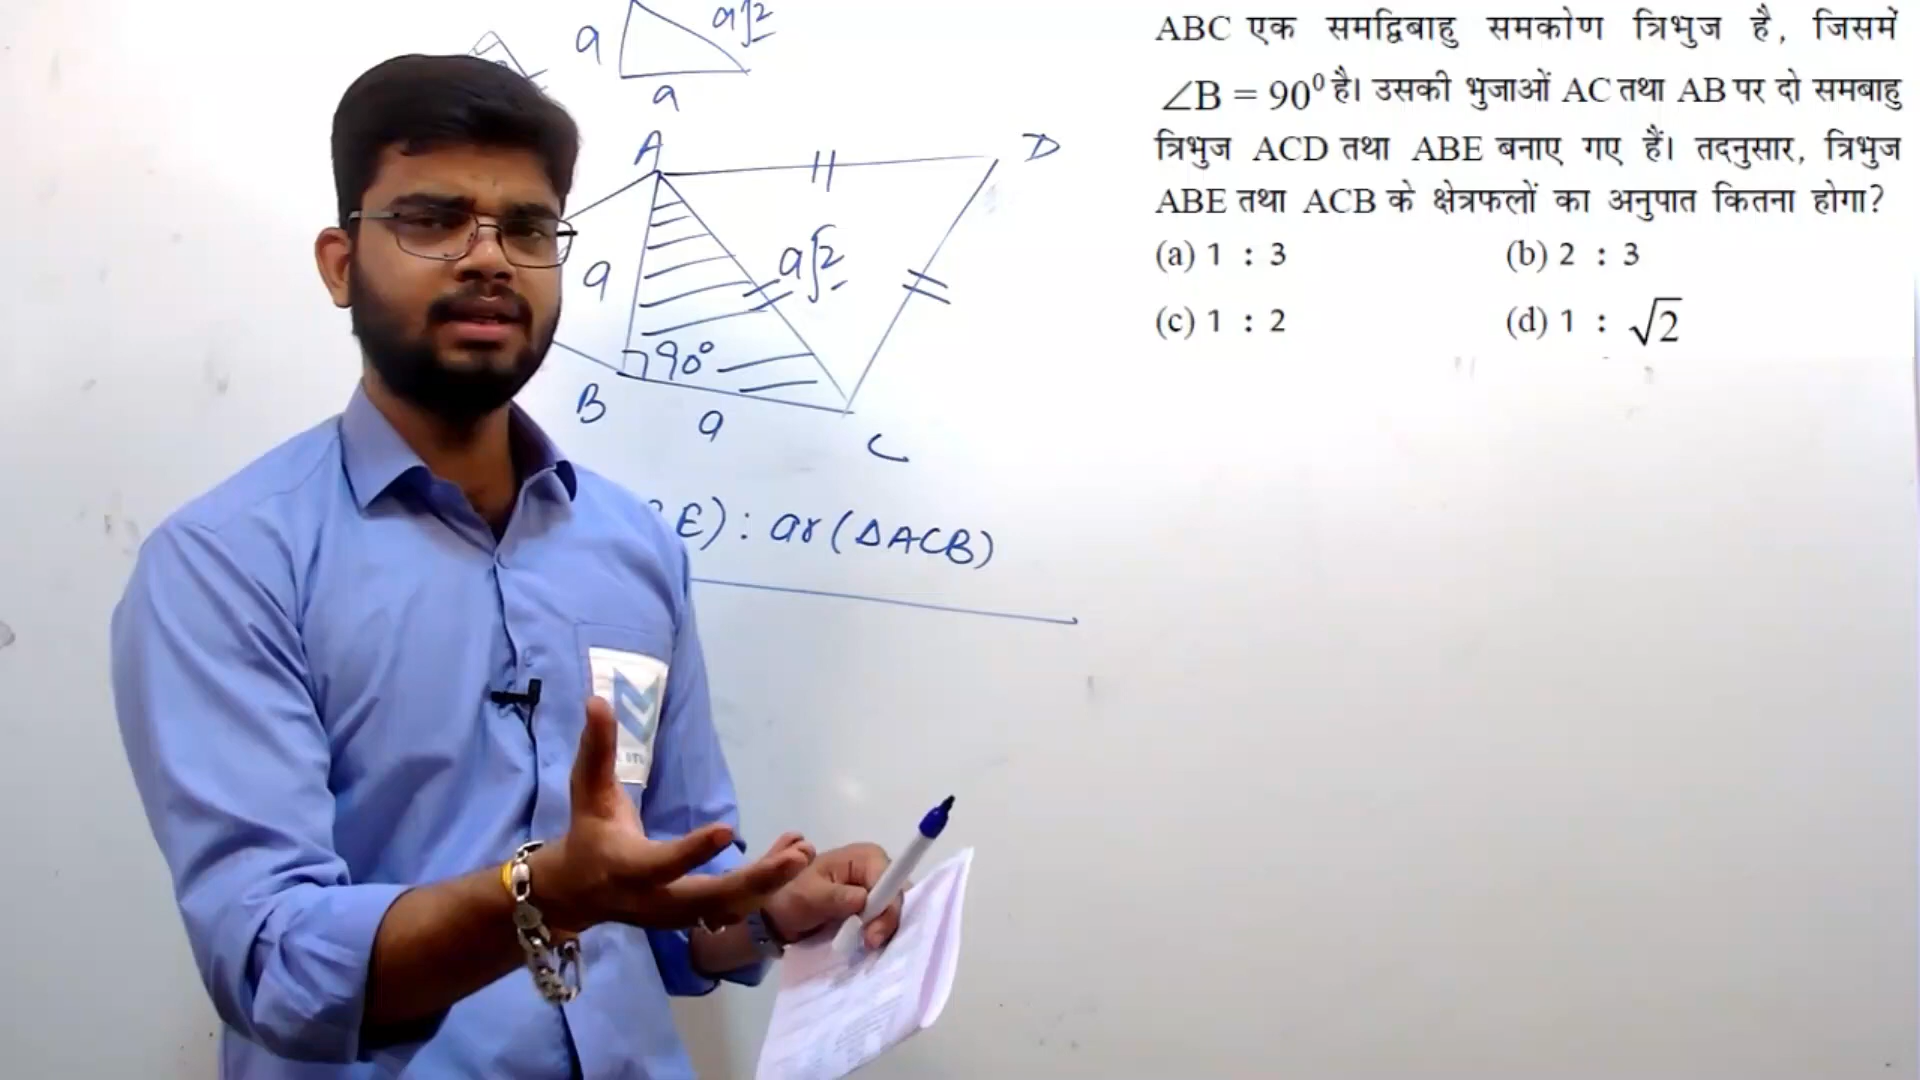 ABC एक समद्विबाहु समकोण त्रिभुज है, जिसमें
∠B = 90⁰ है। उसकी भुजाओं AC तथा AB पर दो समबाहु
त्रिभुज ACD तथा ABE बनाए गए हैं। तदनुसार, त्रिभुज
ABE तथा ACB के क्षेत्रफलों का अनुपात कितना होगा?
(a) 1 : 3 (b) 2 : 3
(c) 1 : 2 (d) 1 : √2
a a√2
a
A D
a a√2
90°
B a C
E) : ar (ΔACB)